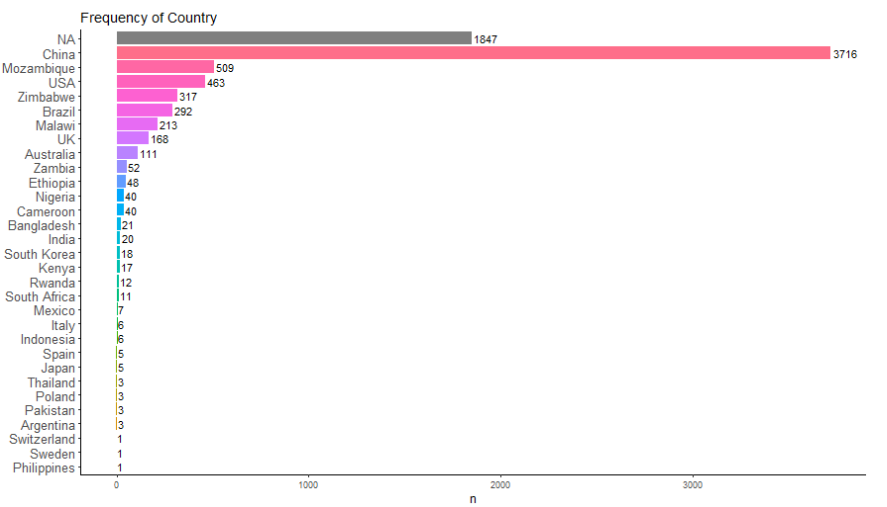 Frequency of Country
NA 1847
China 3716
Mozambique 509
USA 463
Zimbabwe 317
Brazil 292
Malawi 213
UK 168
Australia 111
Zambia 52
Ethiopia 48
Nigeria 40
Cameroon 40
Bangladesh 21
India 20
South Korea 18
Kenya 17
Rwanda 12
South Africa 11
Mexico 7
Italy 6
Indonesia 6
Spain 5
Japan 5
Thailand 3
Poland 3
Pakistan 3
Argentina 3
Switzerland 1
Sweden 1
Philippines 1
0 1000 2000 3000
n